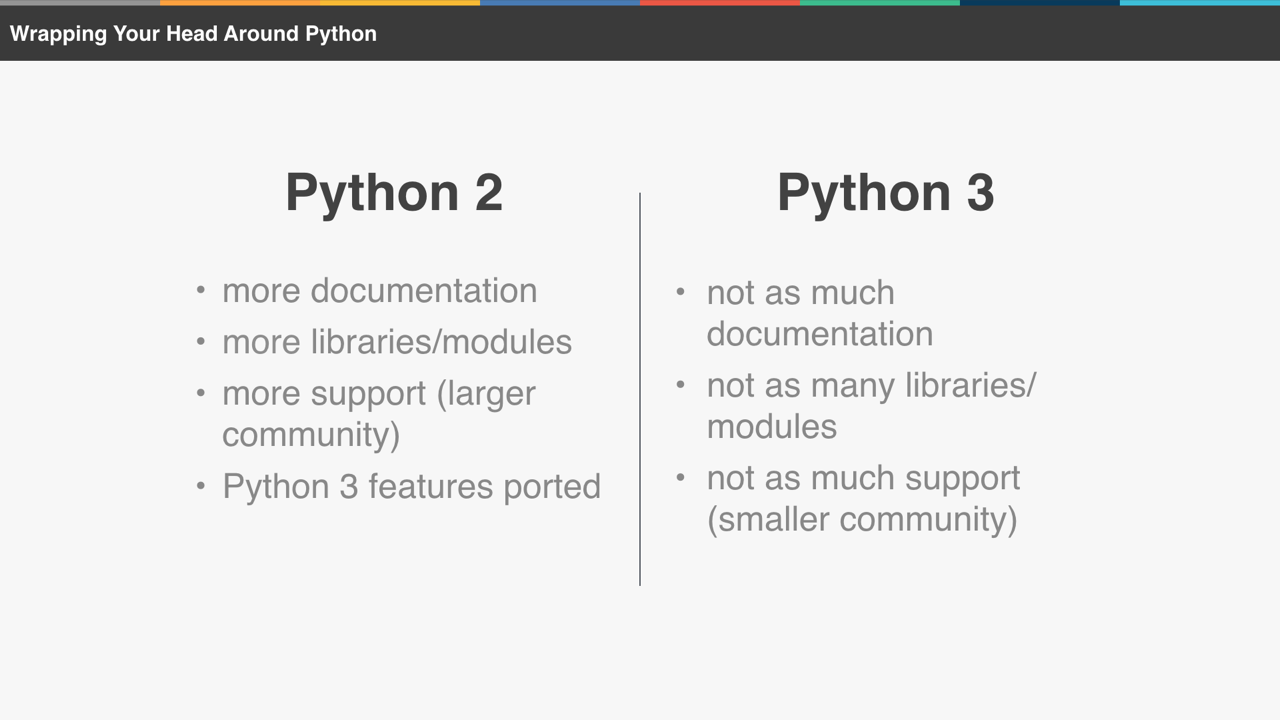 Wrapping Your Head Around Python
Python 2
• more documentation
• more libraries/modules
• more support (larger
community)
• Python 3 features ported
Python 3
• not as much
documentation
• not as many libraries/
modules
• not as much support
(smaller community)